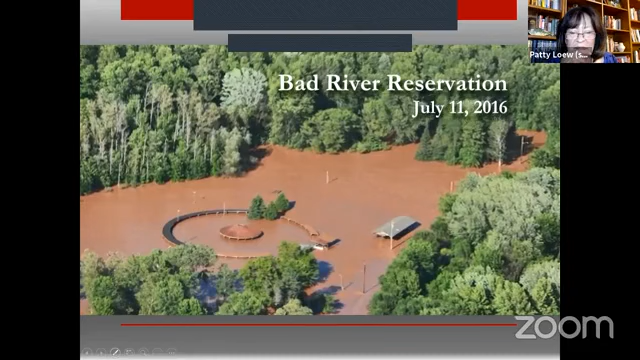 Bad River Reservation
July 11, 2016
Patty Loew (s...
zoom